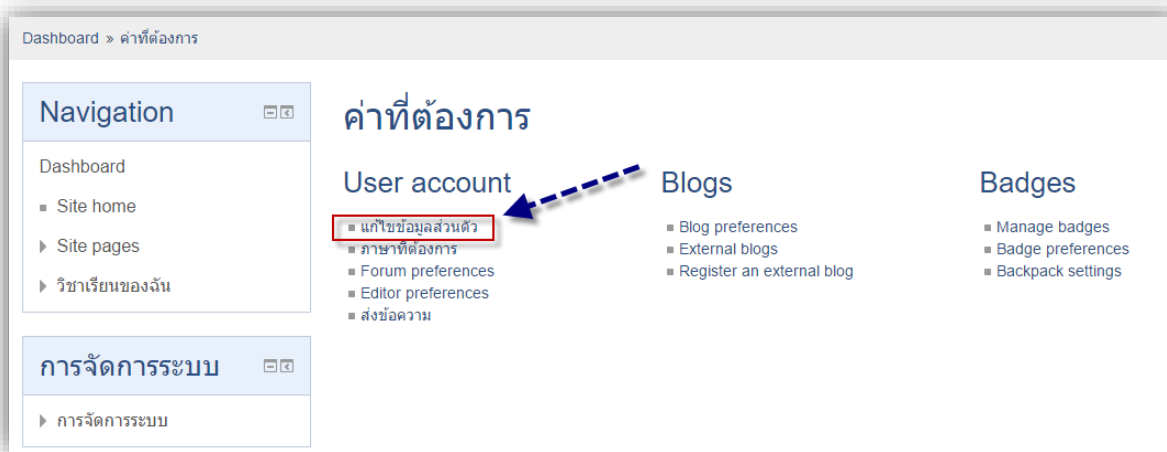 Dashboard » ค่าที่ต้องการ
Navigation
Dashboard
Site home
Site pages
วิชาเรียนของฉัน
การจัดการระบบ
การจัดการระบบ
ค่าที่ต้องการ
User account
แก้ไขข้อมูลส่วนตัว
ภาษาที่ต้องการ
Forum preferences
Editor preferences
ส่งข้อความ
Blogs
Blog preferences
External blogs
Register an external blog
Badges
Manage badges
Badge preferences
Backpack settings